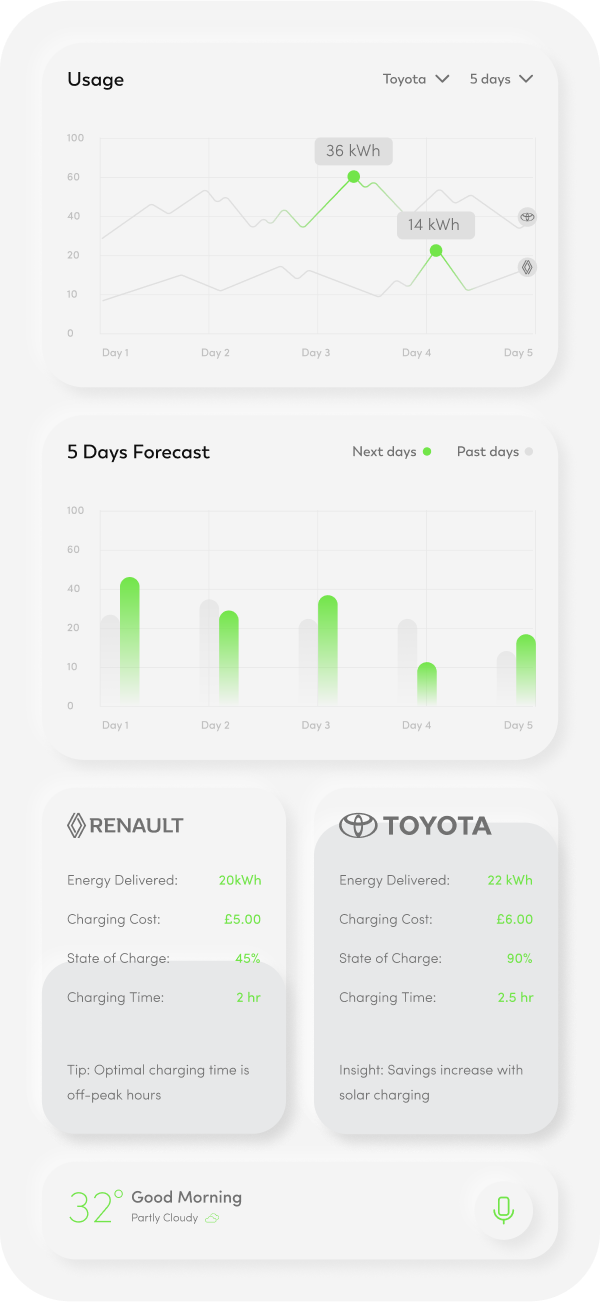 Usage
Toyota
5 days
100
36 kWh
60
40
14 kWh
20
10
0
Day 1 Day 2 Day 3 Day 4 Day 5
5 Days Forecast
Next days
Past days
100
60
40
20
10
0
Day 1 Day 2 Day 3 Day 4 Day 5
RENAULT
Energy Delivered: 20kWh
Charging Cost: £5.00
State of Charge: 45%
Charging Time: 2 hr
Tip: Optimal charging time is
off-peak hours
TOYOTA
Energy Delivered: 22 kWh
Charging Cost: £6.00
State of Charge: 90%
Charging Time: 2.5 hr
Insight: Savings increase with
solar charging
32°
Good Morning
Partly Cloudy